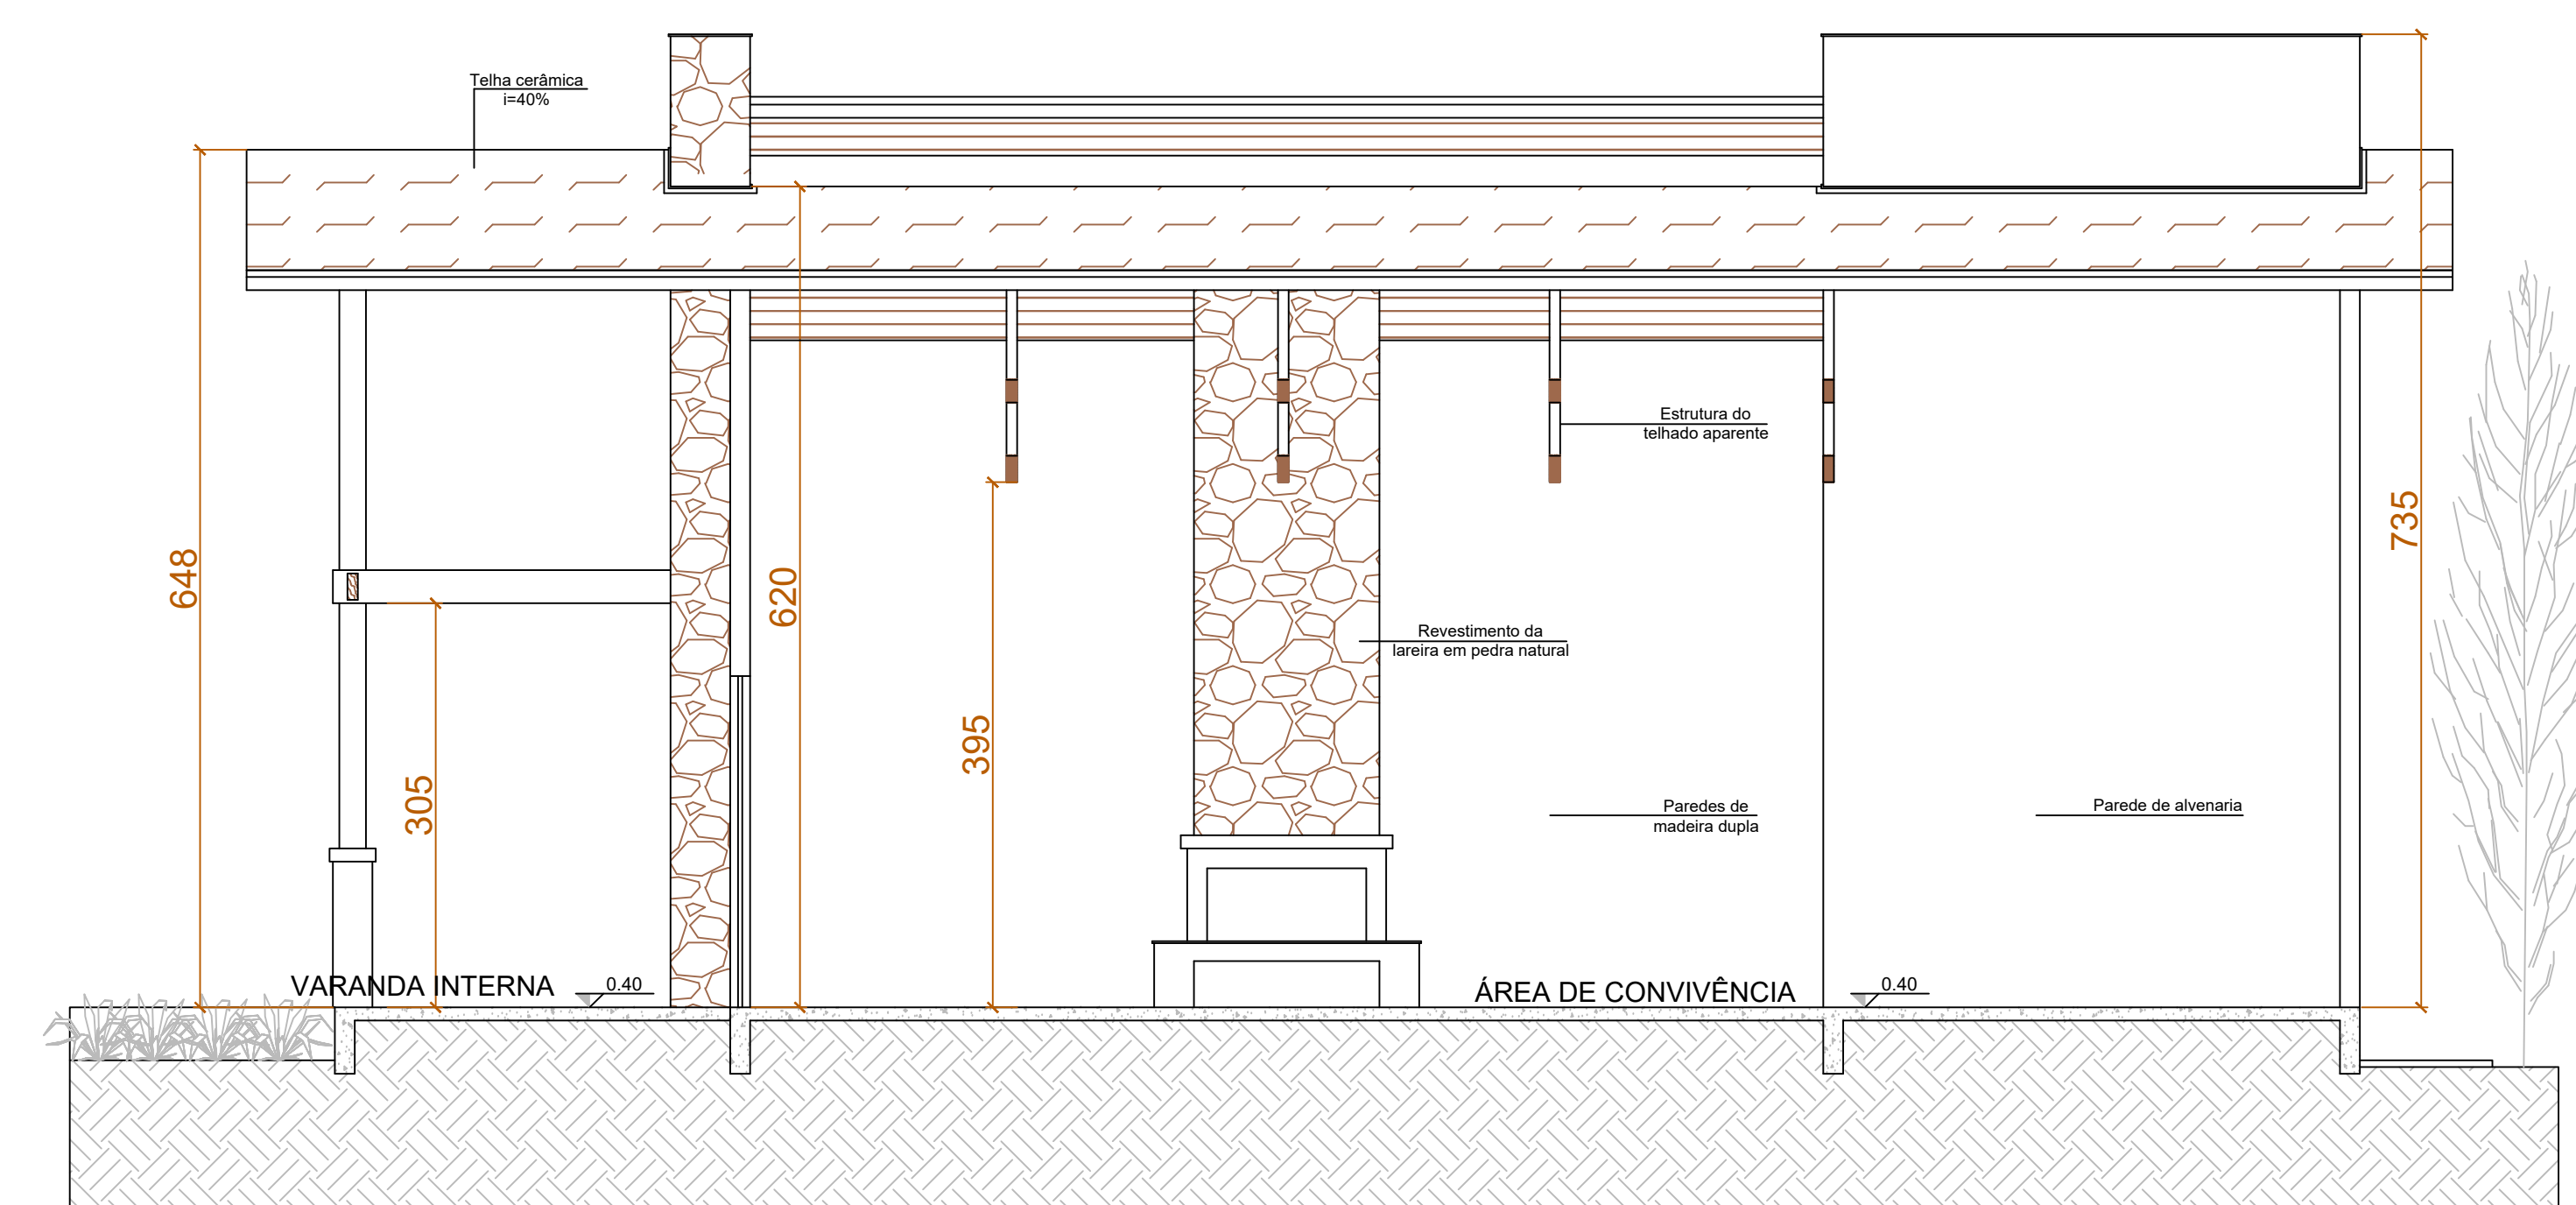 Telha cerâmica
i=40%
Estrutura do
telhado aparente
735
648
620
Revestimento da
lareira em pedra natural
395
305
Paredes de
madeira dupla
Parede de alvenaria
VARANDA INTERNA
0.40
ÁREA DE CONVIVÊNCIA
0.40